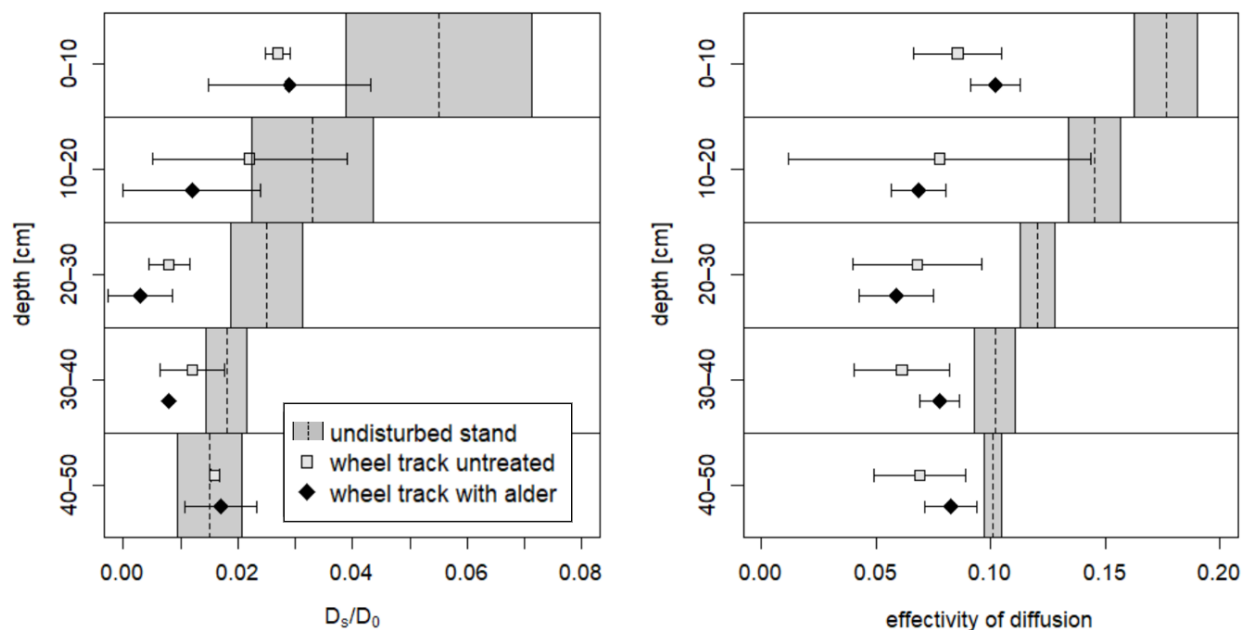 depth [cm]
0–10
10–20
20–30
30–40
40–50
undisturbed stand
wheel track untreated
wheel track with alder
0.00 0.02 0.04 0.06 0.08
Ds/D0
depth [cm]
0–10
10–20
20–30
30–40
40–50
0.00 0.05 0.10 0.15 0.20
effectivity of diffusion